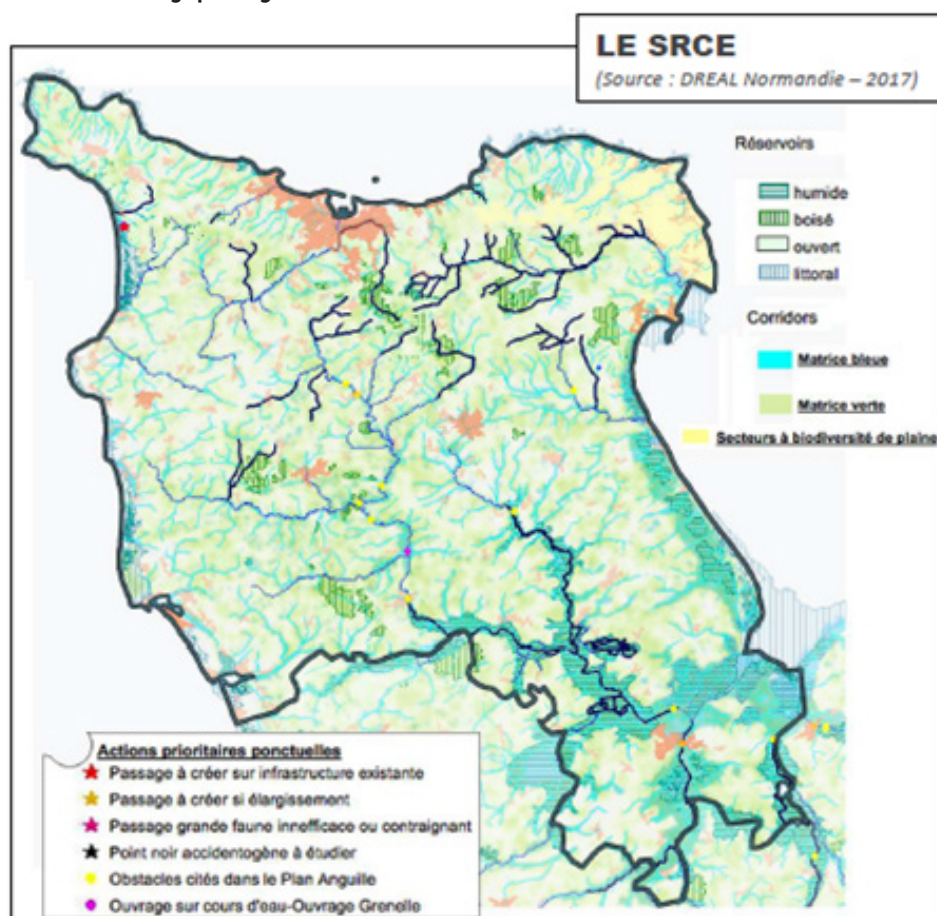 LE SRCE
(Source : DREAL Normandie – 2017)
Réservoirs
humide
boisé
ouvert
littoral
Corridors
Matrice bleue
Matrice verte
Secteurs à biodiversité de plaine
Actions prioritaires ponctuelles
Passage à créer sur infrastructure existante
Passage à créer si élargissement
Passage grande faune innefficace ou contraignant
Point noir accidentogène à étudier
Obstacles cités dans le Plan Anguille
Ouvrage sur cours d'eau-Ouvrage Grenelle